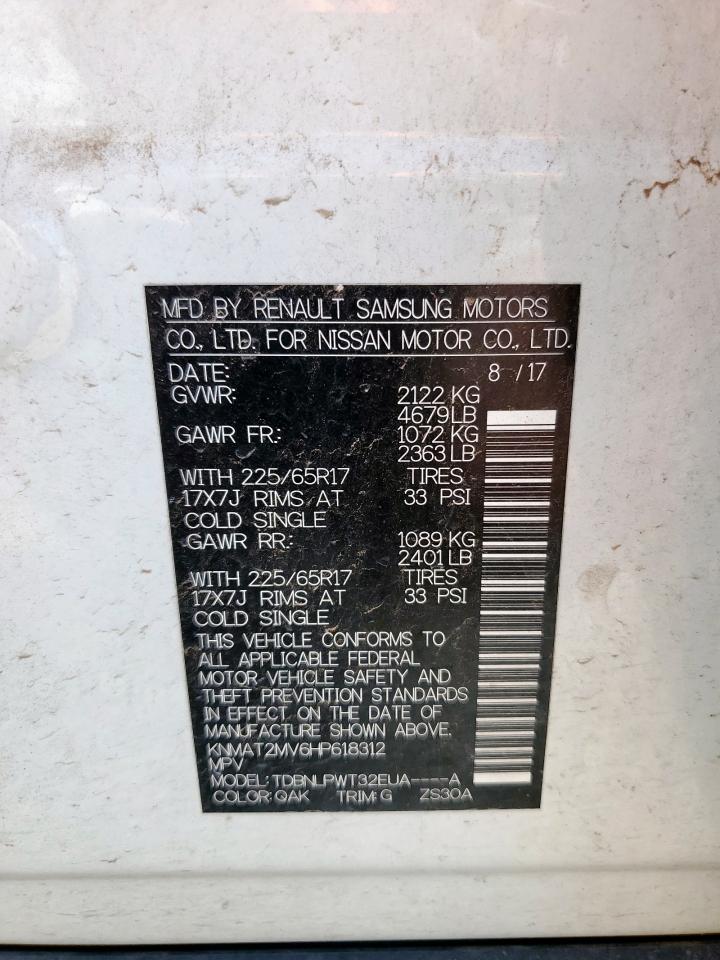 MFD BY RENAULT SAMSUNG MOTORS
CO., LTD. FOR NISSAN MOTOR CO., LTD.
DATE: 8 / 17
GVWR: 2122 KG
4679 LB
GAWR FR.: 1072 KG
2363 LB
WITH 225/65R17 TIRES
17X7J RIMS AT 33 PSI
COLD SINGLE
GAWR RR.: 1089 KG
2401 LB
WITH 225/65R17 TIRES
17X7J RIMS AT 33 PSI
COLD SINGLE
THIS VEHICLE CONFORMS TO
ALL APPLICABLE FEDERAL
MOTOR VEHICLE SAFETY AND
THEFT PREVENTION STANDARDS
IN EFFECT ON THE DATE OF
MANUFACTURE SHOWN ABOVE.
KNMAT2MV6HP618312
MPV
MODEL: TDBNLPWT32EUA----A
COLOR: QAK TRIM: G ZS30A